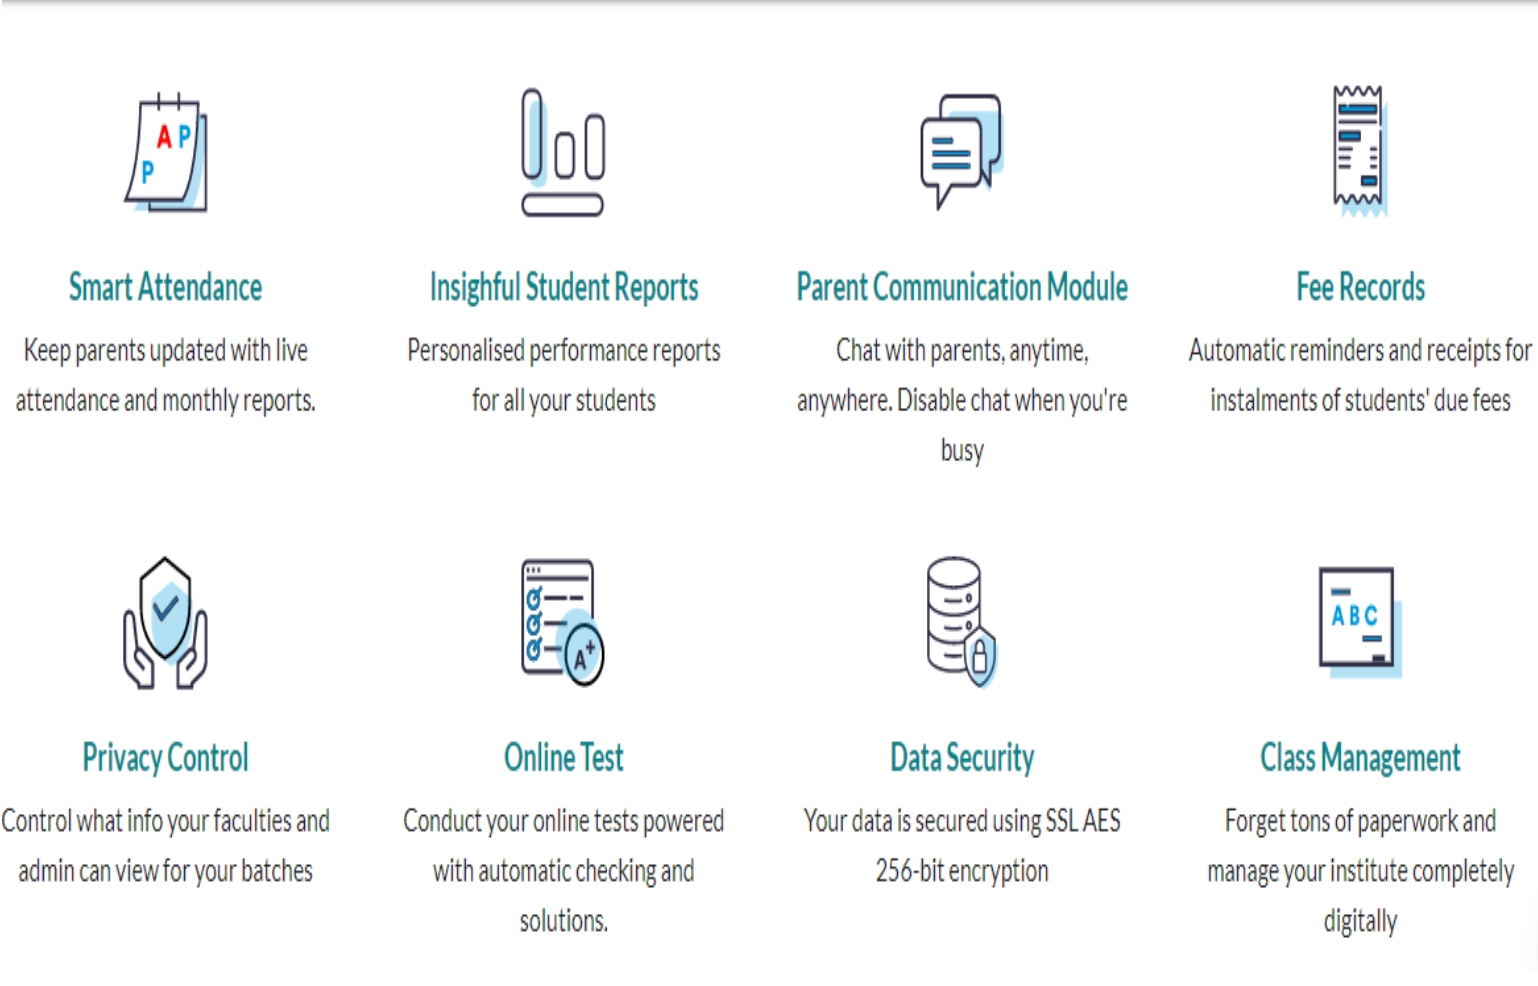 A P
P
Smart Attendance
Keep parents updated with live
attendance and monthly reports.
Insighful Student Reports
Personalised performance reports
for all your students
Parent Communication Module
Chat with parents, anytime,
anywhere. Disable chat when you're
busy
Fee Records
Automatic reminders and receipts for
instalments of students' due fees
Privacy Control
Control what info your faculties and
admin can view for your batches
A+
Online Test
Conduct your online tests powered
with automatic checking and
solutions.
Data Security
Your data is secured using SSL AES
256-bit encryption
ABC
Class Management
Forget tons of paperwork and
manage your institute completely
digitally